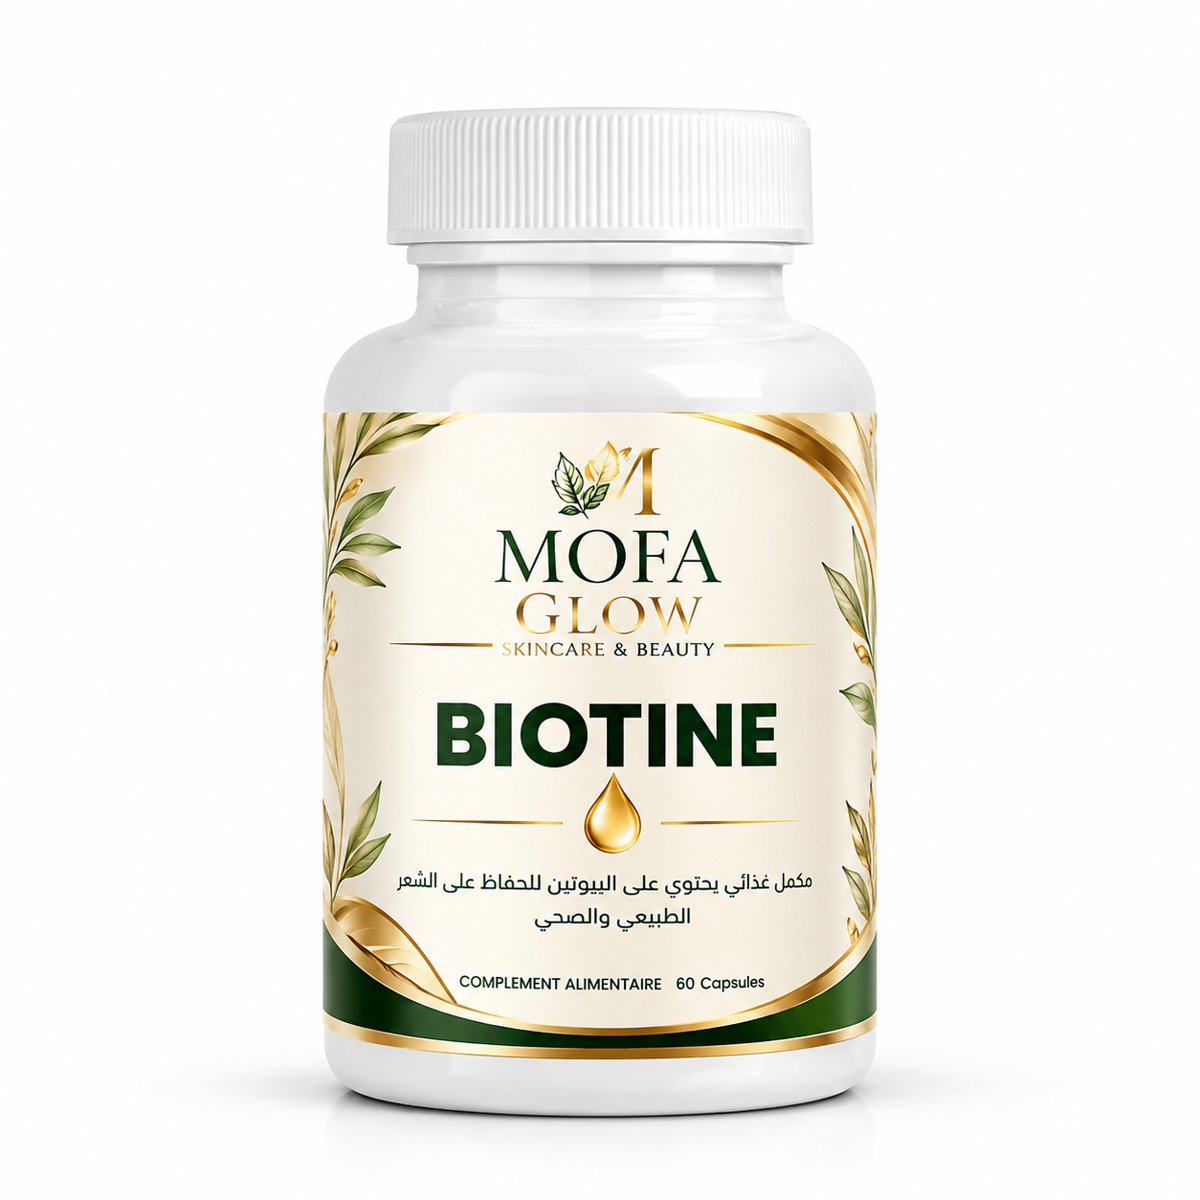 M
MOFA
GLOW
SKINCARE & BEAUTY
BIOTINE
مكمل غذائي يحتوي على البيوتين للحفاظ على الشعر
الطبيعي والصحي
COMPLEMENT ALIMENTAIRE 60 Capsules